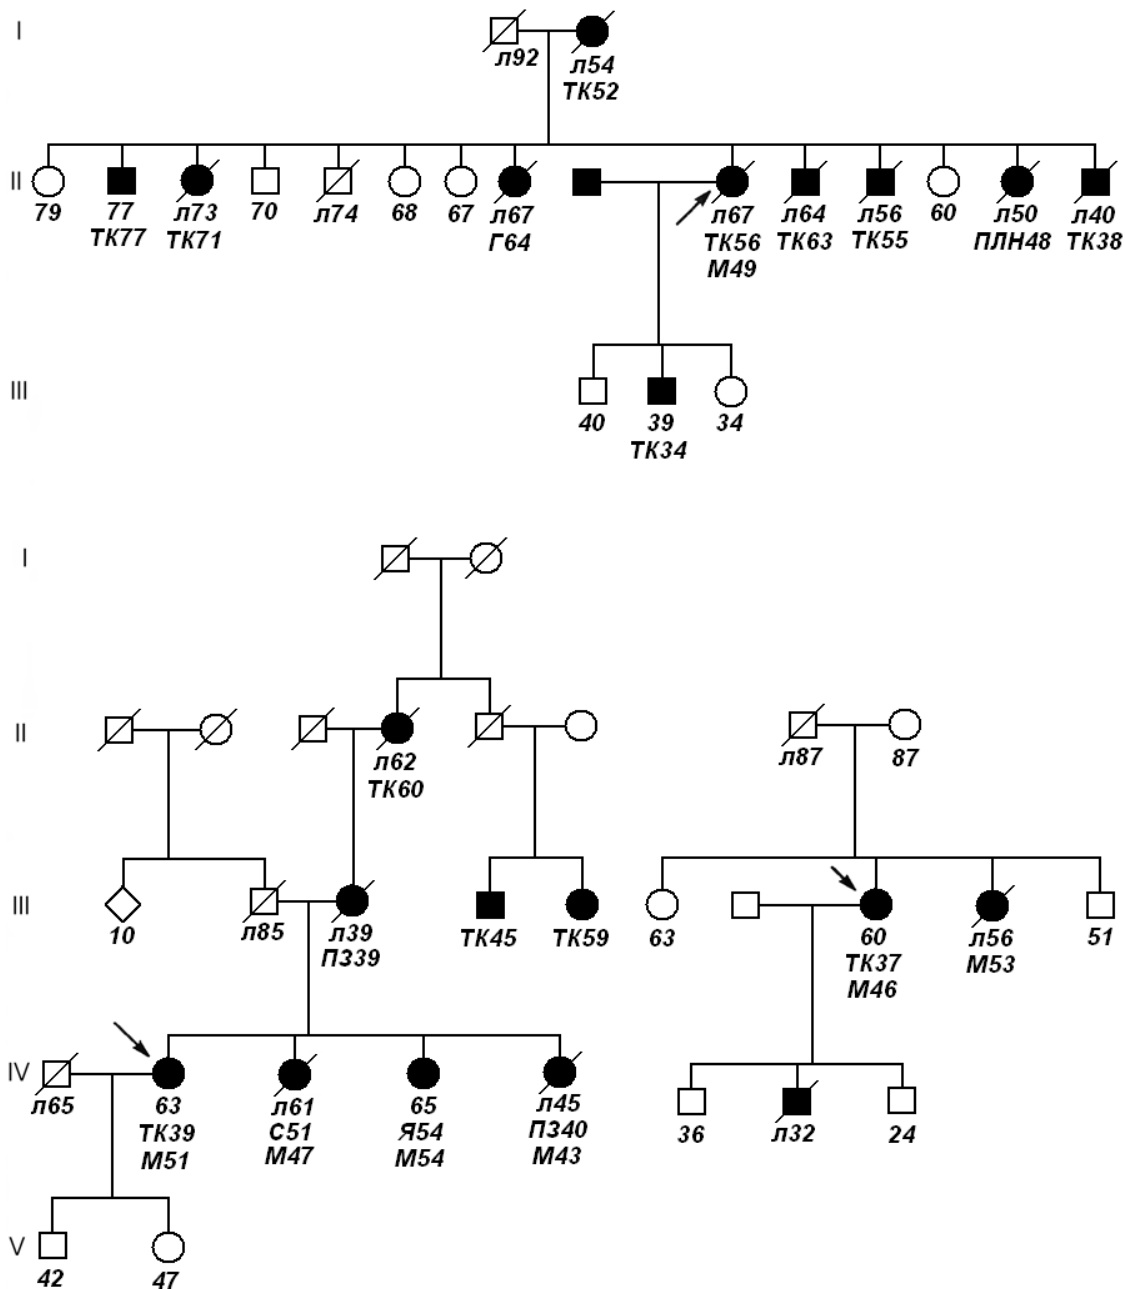 I
л92
л54
ТК52
II
79
77
ТК77
л73
ТК71
70
л74
68
67
л67
Г64
л67
ТК56
М49
л64
ТК63
л56
ТК55
60
л50
ПЛН48
л40
ТК38
III
40
39
ТК34
34
I
II
л62
ТК60
л87
87
III
10
л85
л39
ПЗ39
ТК45
ТК59
63
60
ТК37
М46
л56
М53
51
IV
л65
63
ТК39
М51
л61
С51
М47
65
Я54
М54
л45
ПЗ40
М43
36
л32
24
V
42
47